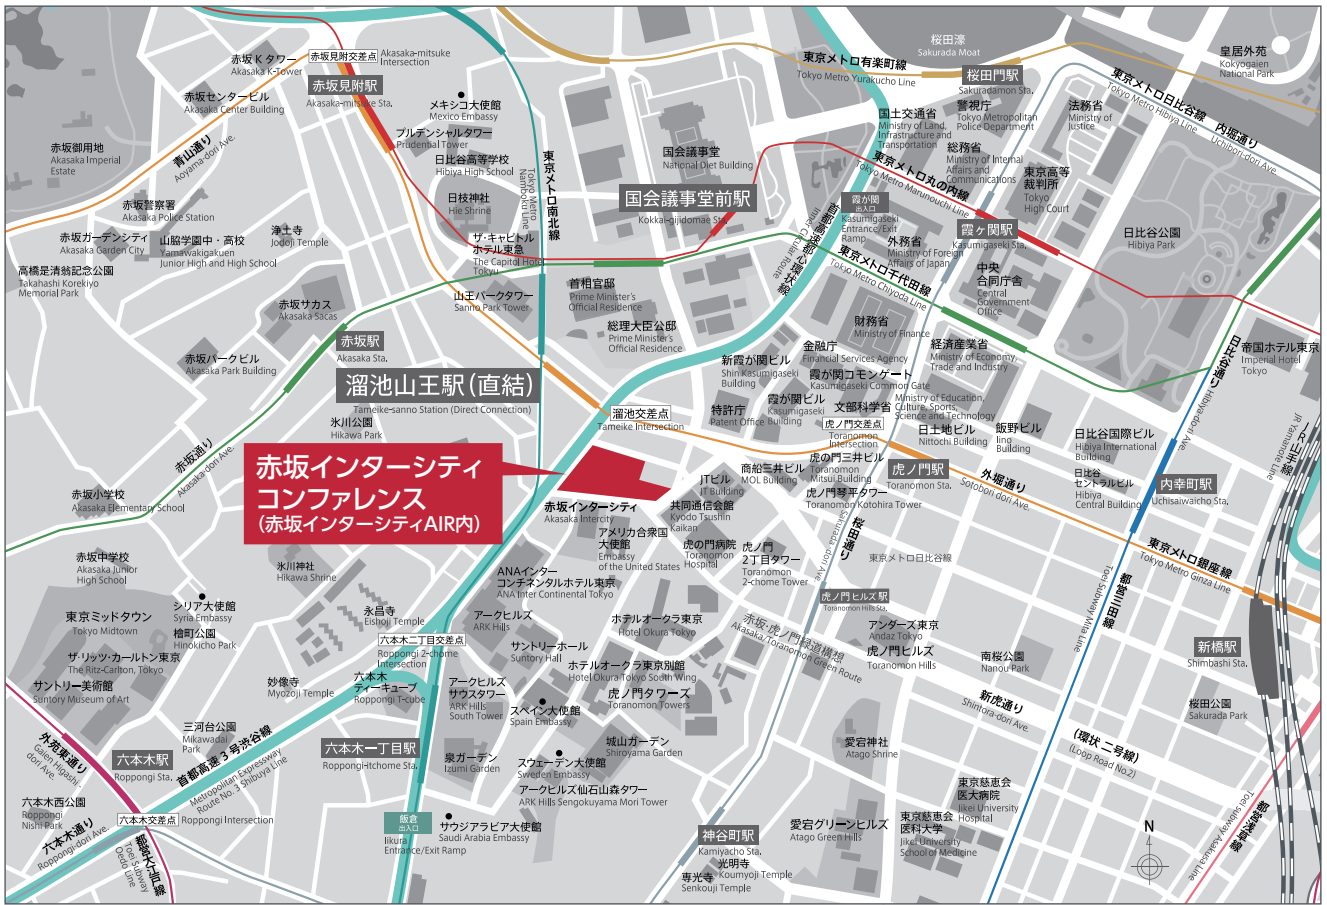 赤坂Kタワー
Akasaka K-Tower
赤坂見附交差点
Akasaka-mitsuke
Intersection
赤坂見附駅
Akasaka-mitsuke Sta.
赤坂センタービル
Akasaka Center Building
青山通り
Aoyama-dori Ave.
赤坂御用地
Akasaka Imperial
Estate
メキシコ大使館
Mexico Embassy
プルデンシャルタワー
Prudential Tower
日比谷高等学校
Hibiya High School
日枝神社
Hie Shrine
東京メトロ南北線
Tokyo Metro
Namboku Line
国会議事堂
National Diet Building
国会議事堂前駅
Kokkai-gijidomae Sta.
東京メトロ有楽町線
Tokyo Metro Yurakucho Line
桜田濠
Sakurada Moat
桜田門駅
Sakuradamon Sta.
皇居外苑
Kokyogaien
National Park
東京メトロ日比谷線
Tokyo Metro Hibiya Line
内堀通り
Uchibori-dori Ave.
国土交通省
Ministry of Land,
Infrastructure and
Transportation
警視庁
Tokyo Metropolitan
Police Department
法務省
Ministry of
Justice
総務省
Ministry of Internal
Affairs and
Communications
東京高等
裁判所
Tokyo
High Court
東京メトロ丸の内線
Tokyo Metro Marunouchi Line
霞が関
出入口
Kasumigaseki
Entrance/Exit
Ramp
霞ケ関駅
Kasumigaseki Sta.
日比谷公園
Hibiya Park
外務省
Ministry of Foreign
Affairs of Japan
中央
合同庁舎
Central
Government
Office
首都高速都心環状線
Inner Circular Route
東京メトロ千代田線
Tokyo Metro Chiyoda Line
赤坂警察署
Akasaka Police Station
赤坂ガーデンシティ
Akasaka Garden City
山脇学園中・高校
Yamawakigakuen
Junior High and High School
浄土寺
Jodoji Temple
高橋是清翁記念公園
Takahashi Korekiyo
Memorial Park
ザ・キャピトル
ホテル東急
The Capitol Hotel
Tokyu
山王パークタワー
Sanno Park Tower
首相官邸
Prime Minister's
Official Residence
総理大臣公邸
Prime Minister's
Official Residence
赤坂サカス
Akasaka Sacas
赤坂駅
Akasaka Sta.
赤坂パークビル
Akasaka Park Building
溜池山王駅(直結)
Tameike-sanno Station (Direct Connection)
氷川公園
Hikawa Park
溜池交差点
Tameike Intersection
財務省
Ministry of Finance
金融庁
Financial Services Agency
経済産業省
Ministry of Economy,
Trade and Industry
新霞が関ビル
Shin Kasumigaseki
Building
霞が関コモンゲート
Kasumigaseki Common Gate
霞が関ビル
Kasumigaseki
Building
特許庁
Patent Office
文部科学省
Ministry of Education,
Culture, Sports,
Science and Technology
虎ノ門交差点
Toranomon
Intersection
日土地ビル
Nittochi Building
飯野ビル
Iino
Building
帝国ホテル東京
Imperial Hotel
Tokyo
日比谷通り
Hibiya-dori Ave.
JR山手線
JR Yamanote Line
日比谷国際ビル
Hibiya International
Building
日比谷
セントラルビル
Hibiya
Central Building
内幸町駅
Uchisaiwaicho Sta.
赤坂通り
Akasaka-dori Ave.
赤坂インターシティ
コンファレンス
(赤坂インターシティAIR内)
赤坂インターシティ
Akasaka Intercity
JTビル
JT Building
商船三井ビル
MOL Building
虎の門三井ビル
Toranomon
Mitsui Building
虎ノ門駅
Toranomon Sta.
外堀通り
Sotobori dori Ave.
虎ノ門琴平タワー
Toranomon Kotohira Tower
共同通信会館
Kyodo Tsushin
Kaikan
赤坂小学校
Akasaka Elementary School
赤坂中学校
Akasaka Junior
High School
氷川神社
Hikawa Shrine
アメリカ合衆国
大使館
Embassy
of the United States
虎の門病院
Toranomon
Hospital
虎ノ門
2丁目タワー
Toranomon
2-chome Tower
桜田通り
Sakurada-dori Ave.
東京メトロ日比谷線
東京メトロ銀座線
Tokyo Metro Ginza Line
ANAインター
コンチネンタルホテル東京
ANA Inter Continental Tokyo
都営三田線
Toei Subway Mita Line
虎ノ門ヒルズ駅
Toranomon Hills Sta.
シリア大使館
Syria Embassy
東京ミッドタウン
Tokyo Midtown
檜町公園
Hinokicho Park
永昌寺
Eishoji Temple
アークヒルズ
ARK Hills
ホテルオークラ東京
Hotel Okura Tokyo
赤坂・虎ノ門緑道構想
Akasaka/Toranomon Green Route
アンダーズ東京
Andaz Tokyo
虎ノ門ヒルズ
Toranomon Hills
新橋駅
Shimbashi Sta.
六本木二丁目交差点
Roppongi 2-chome
Intersection
サントリーホール
Suntory Hall
ザ・リッツ・カールトン東京
The Ritz-Carlton, Tokyo
サントリー美術館
Suntory Museum of Art
妙像寺
Myozoji Temple
六本木
ティーキューブ
Roppongi T-cube
アークヒルズ
サウスタワー
ARK Hills
South Tower
ホテルオークラ東京別館
Hotel Okura Tokyo South Wing
虎ノ門タワーズ
Toranomon Towers
スペイン大使館
Spain Embassy
南桜公園
Nanou Park
新虎通り
Shintora-dori Ave.
桜田公園
Sakurada Park
三河台公園
Mikawadai
Park
首都高速3号渋谷線
Metropolitan Expressway
Route No. 3 Shibuya Line
外苑東通り
Gaien Higashi-
dori Ave.
六本木駅
Roppongi Sta.
六本木一丁目駅
Roppongi-itchome Sta.
泉ガーデン
Izumi Garden
城山ガーデン
Shiroyama Garden
スウェーデン大使館
Sweden Embassy
アークヒルズ仙石山森タワー
ARK Hills Sengokuyama Mori Tower
愛宕神社
Atago Shrine
(環状二号線)
(Loop Road No.2)
六本木西公園
Roppongi
Nishi Park
六本木通り
Roppongi-dori Ave.
六本木交差点
Roppongi Intersection
都営大江戸線
Toei Subway
Oedo Line
飯倉
出入口
Iikura
Entrance/Exit Ramp
サウジアラビア大使館
Saudi Arabia Embassy
神谷町駅
Kamiyacho Sta.
光明寺
Koumyoji Temple
専光寺
Senkouji Temple
愛宕グリーンヒルズ
Atago Green Hills
東京慈恵会
医大病院
Jikei University
Hospital
東京慈恵会
医科大学
Jikei University
School of Medicine
都営浅草線
Toei subway Asakusa Line
N